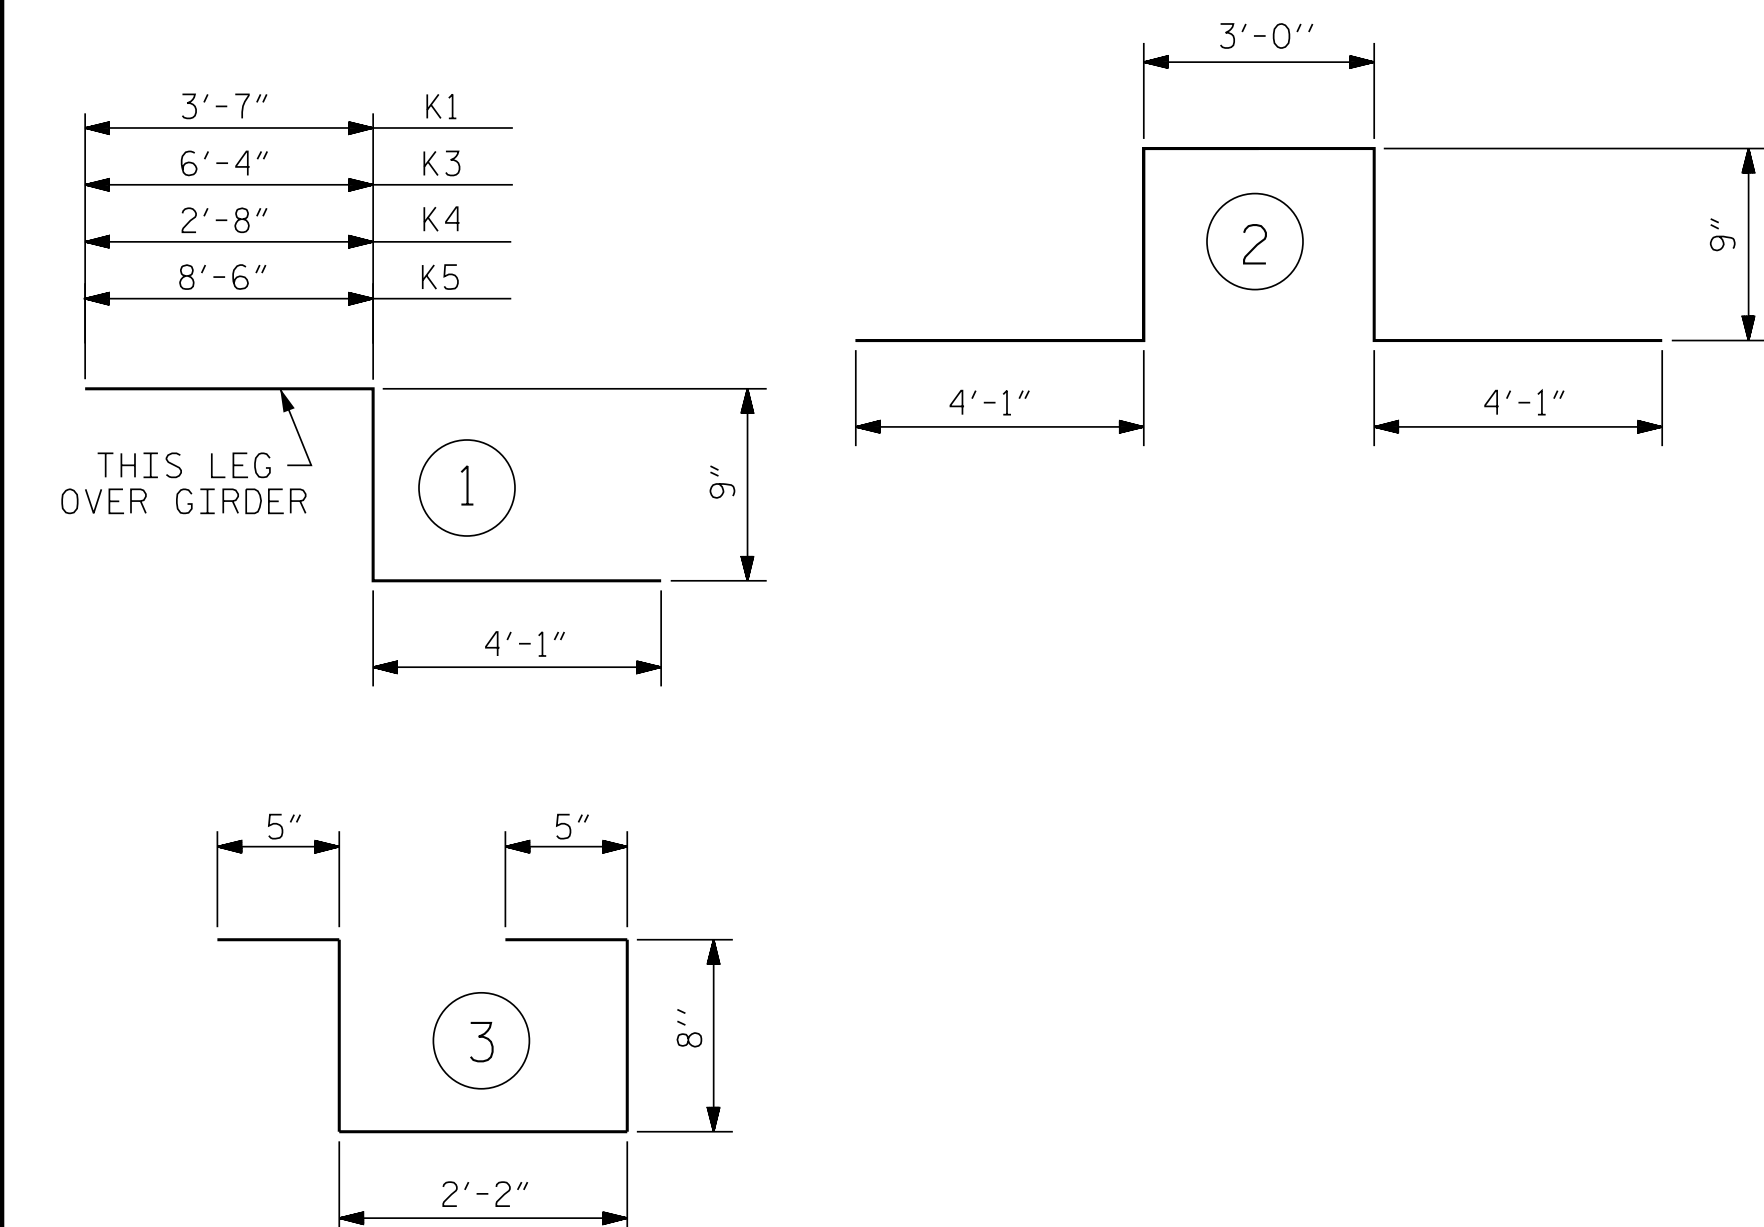 3'-7" K1
6'-4" K3
2'-8" K4
8'-6" K5
THIS LEG
OVER GIRDER
1
9"
4'-1"
3'-0''
2
9"
4'-1"
4'-1"
5"
5"
3
8''
2'-2"